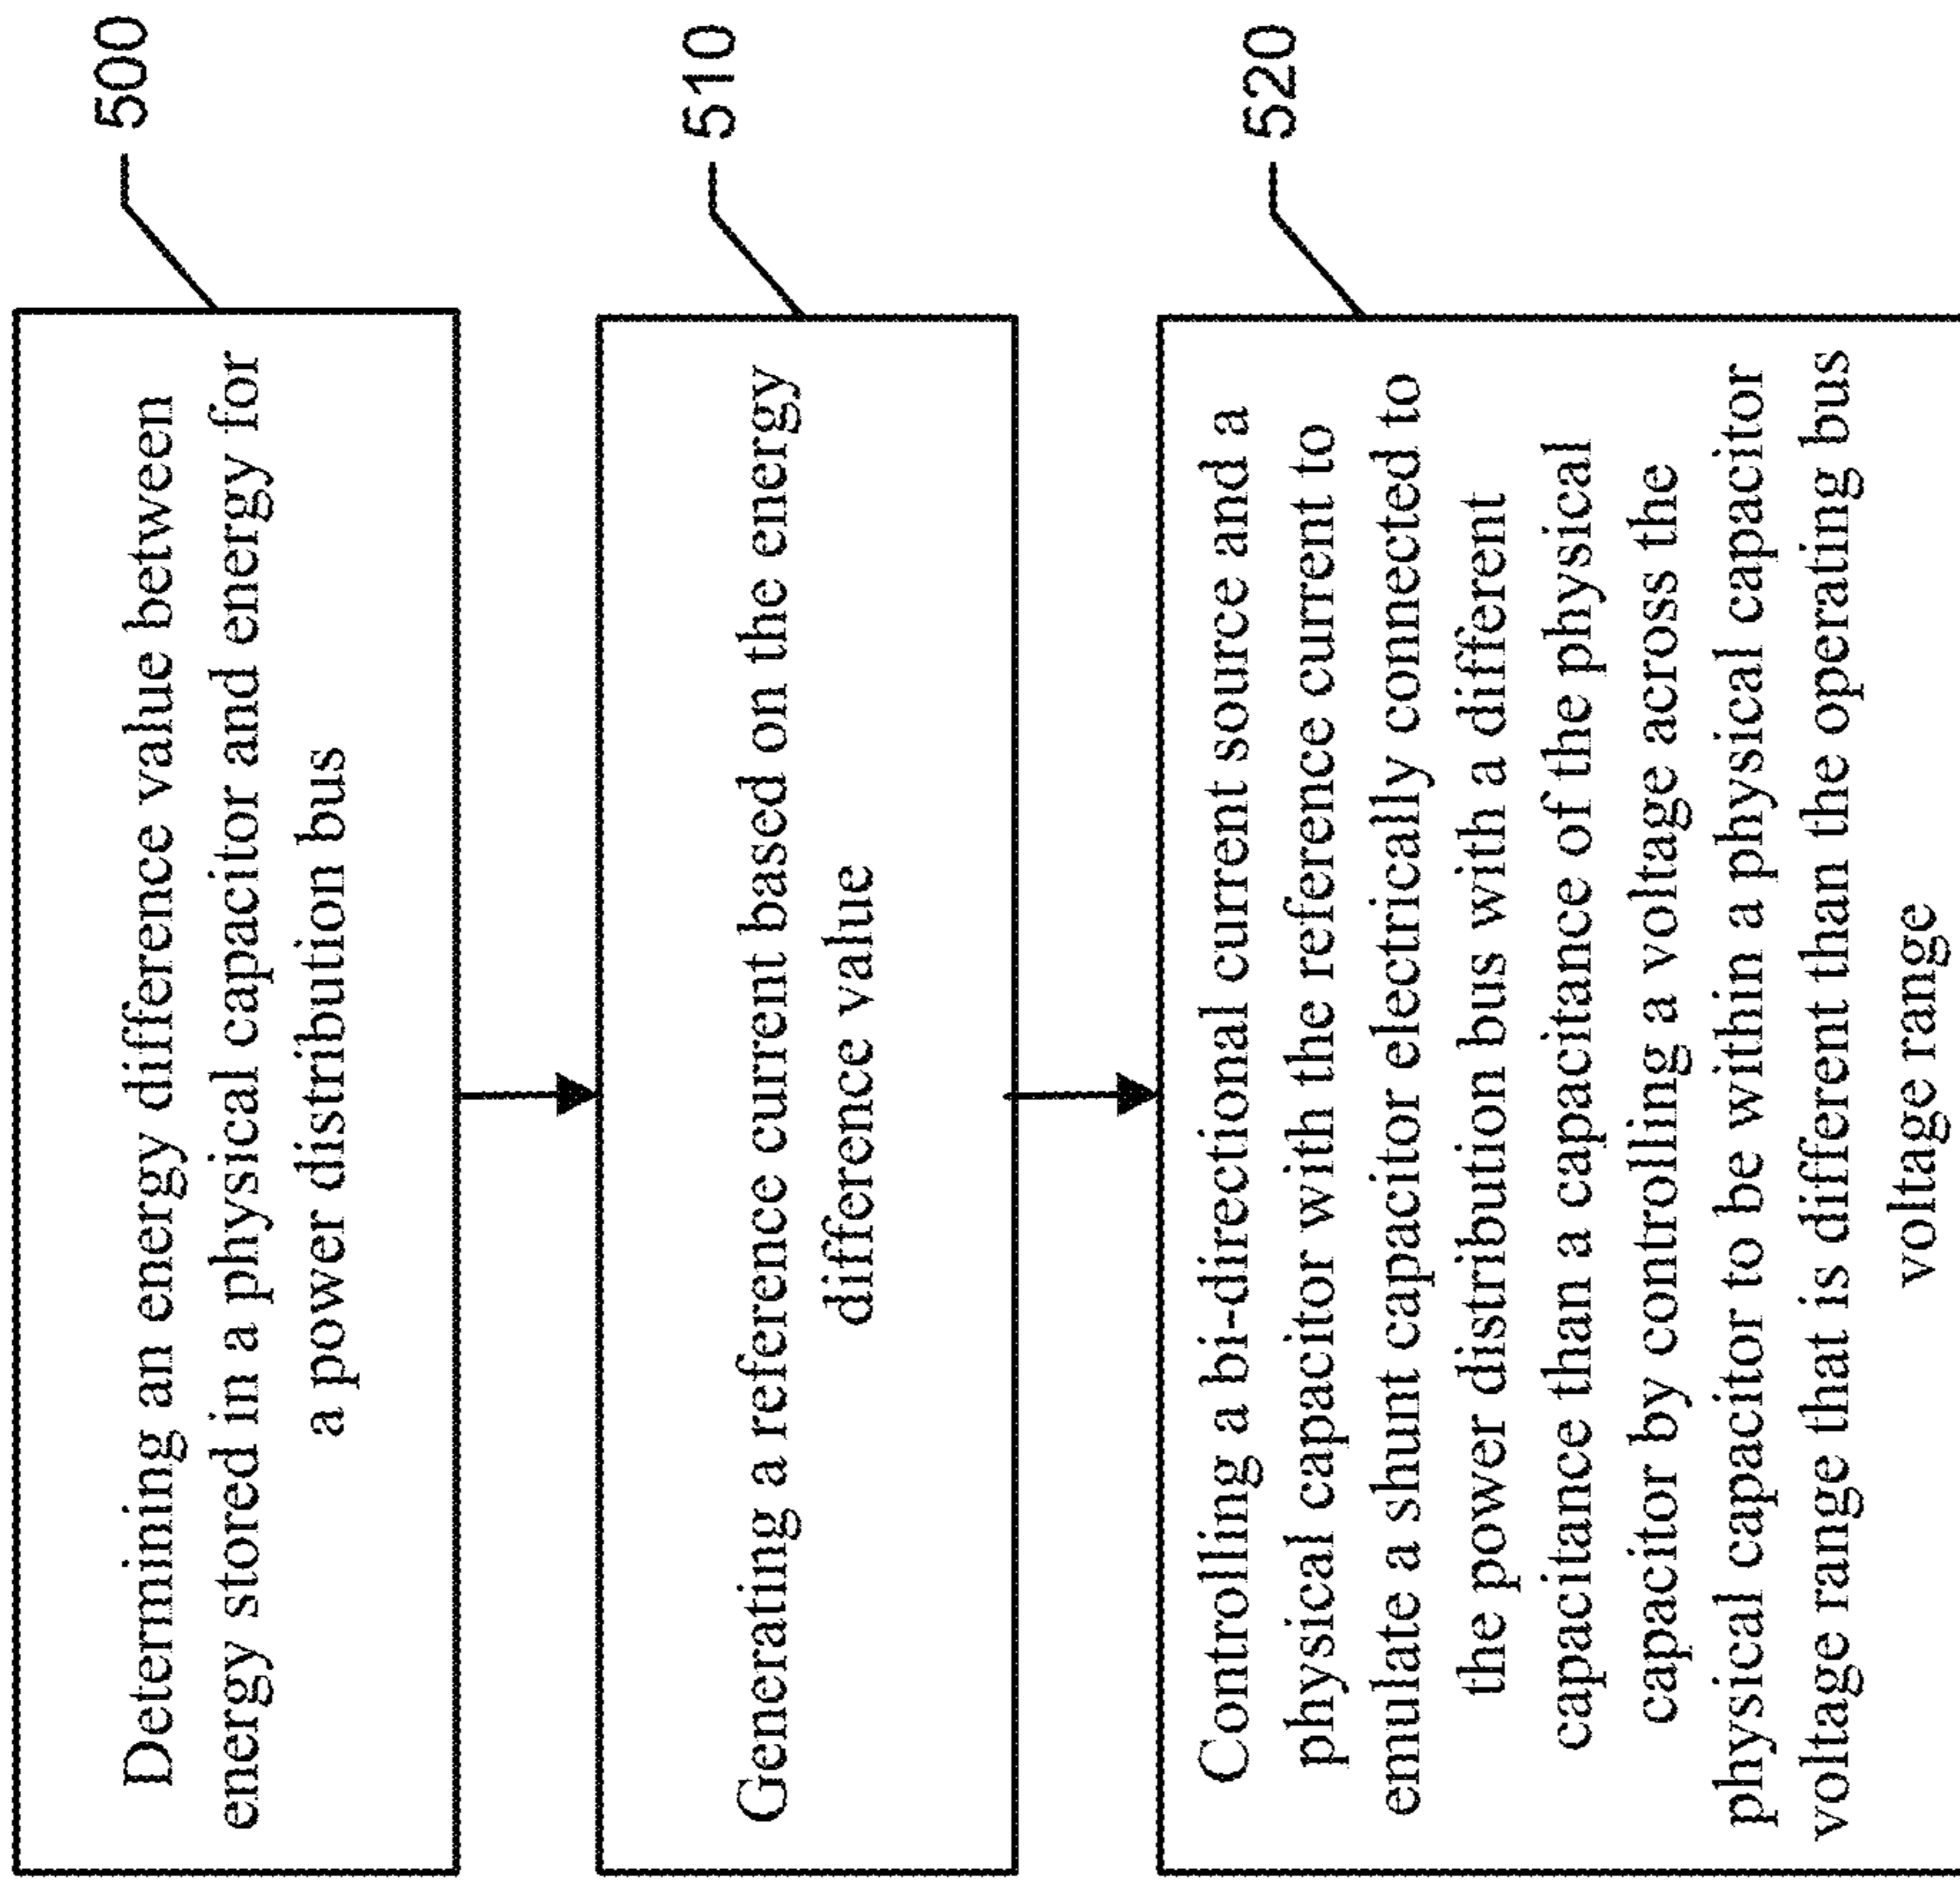 500
Determining an energy difference value between
energy stored in a physical capacitor and energy for
a power distribution bus
510
Generating a reference current based on the energy
difference value
520
Controlling a bi-directional current source and a
physical capacitor with the reference current to
emulate a shunt capacitor electrically connected to
the power distribution bus with a different
capacitance than a capacitance of the physical
capacitor by controlling a voltage across the
physical capacitor to be within a physical capacitor
voltage range that is different than the operating bus
voltage range